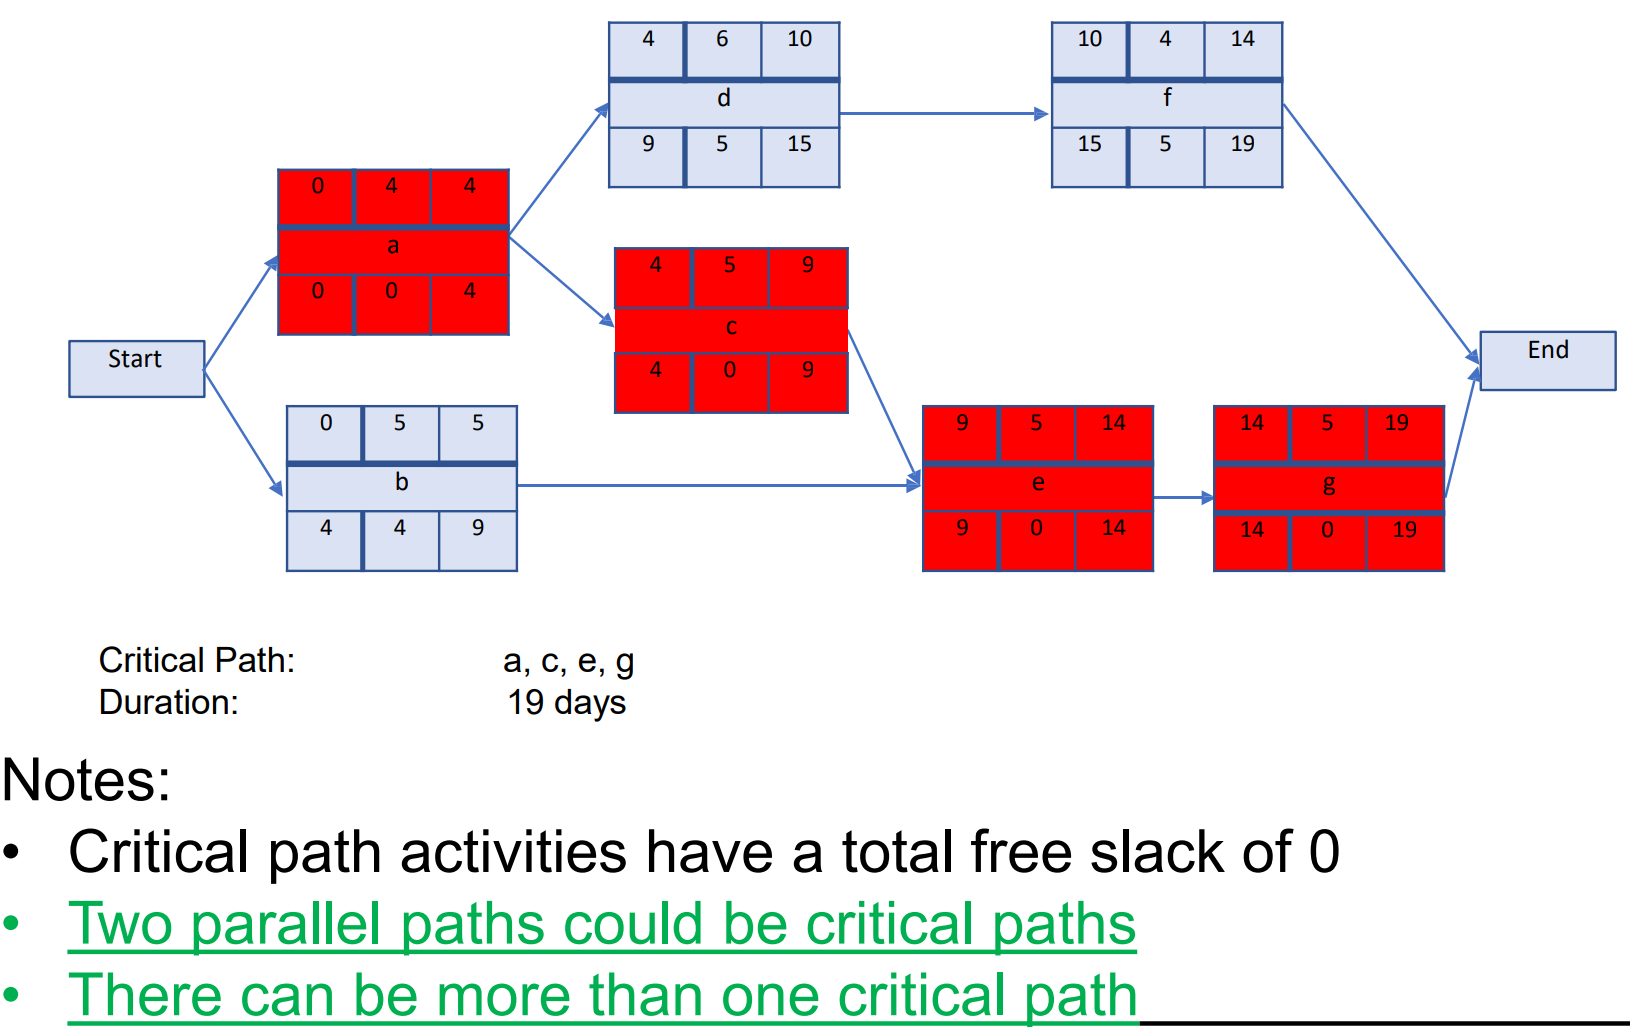 4 6 10
d
9 5 15
10 4 14
f
15 5 19
0 4 4
a
0 0 4
4 5 9
c
4 0 9
Start
End
0 5 5
b
4 4 9
9 5 14
e
9 0 14
14 5 19
g
14 0 19
Critical Path: a, c, e, g
Duration: 19 days
Notes:
• Critical path activities have a total free slack of 0
• Two parallel paths could be critical paths
• There can be more than one critical path